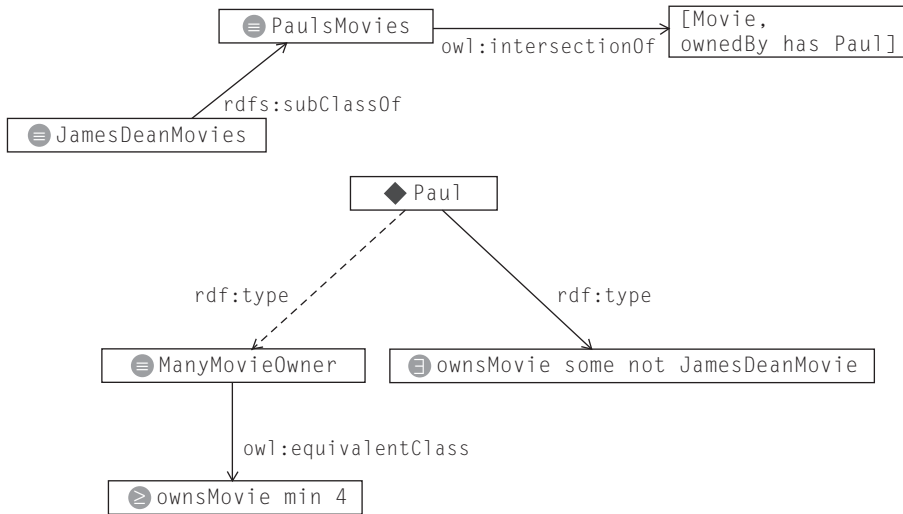 ≡ PaulsMovies
[Movie,
ownedBy has Paul]
owl:intersectionOf
rdfs:subClassOf
≡ JamesDeanMovies
◆ Paul
rdf:type
rdf:type
≡ ManyMovieOwner
∃ ownsMovie some not JamesDeanMovie
owl:equivalentClass
≥ ownsMovie min 4